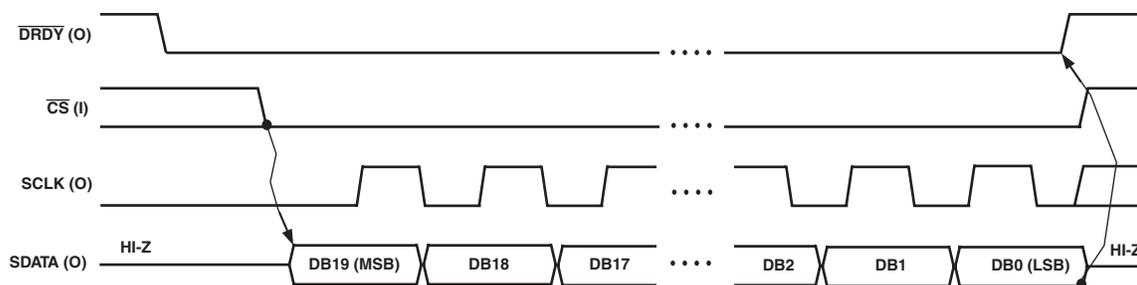 DRDY (O)
CS (I)
SCLK (O)
HI-Z
SDATA (O)
DB19 (MSB)
DB18
DB17
DB2
DB1
DB0 (LSB)
HI-Z